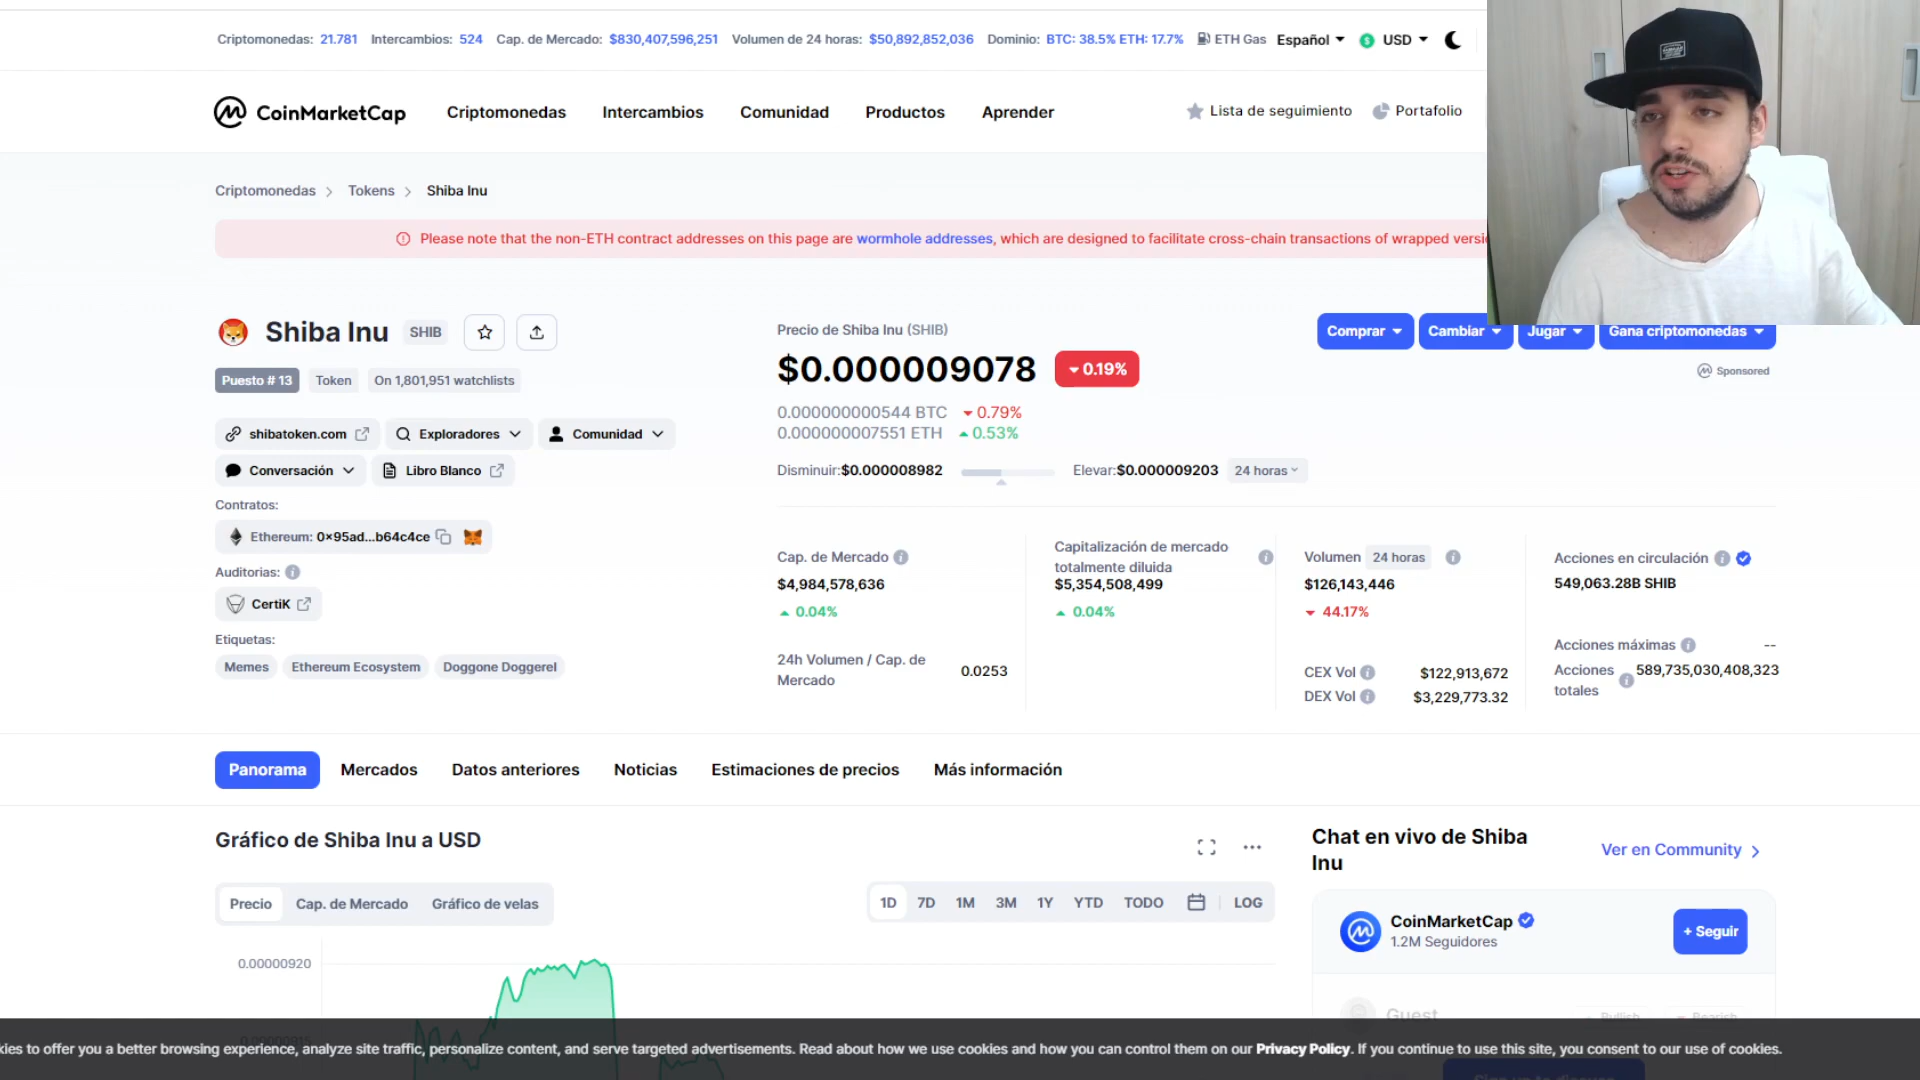 Criptomonedas: 21.781 Intercambios: 524 Cap. de Mercado: $830,407,596,251 Volumen de 24 horas: $50,892,852,036 Dominio: BTC: 38.5% ETH: 17.7% ETH Gas Español USD
CoinMarketCap Criptomonedas Intercambios Comunidad Productos Aprender Lista de seguimiento Portafolio
Criptomonedas > Tokens > Shiba Inu
Please note that the non-ETH contract addresses on this page are wormhole addresses, which are designed to facilitate cross-chain transactions of wrapped
Shiba Inu SHIB
Puesto # 13 Token On 1,801,951 watchlists
shibatoken.com Exploradores Comunidad
Conversación Libro Blanco
Contratos:
Ethereum: 0x95ad...b64c4ce
Auditorias:
CertiK
Etiquetas:
Memes Ethereum Ecosystem Doggone Doggerel
Precio de Shiba Inu (SHIB)
$0.000009078 0.19%
0.000000000544 BTC 0.79%
0.000000007551 ETH 0.53%
Disminuir:$0.000008982 Elevar:$0.000009203 24 horas
Comprar Cambiar Jugar Gana criptomonedas
Sponsored
Cap. de Mercado
$4,984,578,636
0.04%
24h Volumen / Cap. de
Mercado
0.0253
Capitalización de mercado
totalmente diluida
$5,354,508,499
0.04%
Volumen 24 horas
$126,143,446
44.17%
CEX Vol $122,913,672
DEX Vol $3,229,773.32
Acciones en circulación
549,063.28B SHIB
Acciones máximas --
Acciones
totales
589,735,030,408,323
Panorama Mercados Datos anteriores Noticias Estimaciones de precios Más información
Gráfico de Shiba Inu a USD
Precio Cap. de Mercado Gráfico de velas
1D 7D 1M 3M 1Y YTD TODO LOG
0.00000920
Chat en vivo de Shiba
Inu
Ver en Community
CoinMarketCap
1.2M Seguidores
+ Seguir
Guest
to offer you a better browsing experience, analyze site traffic, personalize content, and serve targeted advertisements. Read about how we use cookies and how you can control them on our Privacy Policy. If you continue to use this site, you consent to our use of cookies.